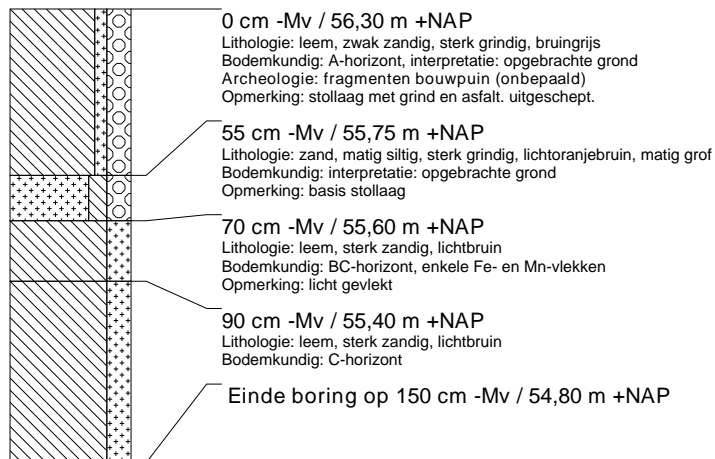 0 cm -Mv / 56,30 m +NAP
Lithologie: leem, zwak zandig, sterk grindig, bruingrijs
Bodemkundig: A-horizont, interpretatie: opgebrachte grond
Archeologie: fragmenten bouwpuin (onbepaald)
Opmerking: stollaag met grind en asfalt. uitgeschept.
55 cm -Mv / 55,75 m +NAP
Lithologie: zand, matig siltig, sterk grindig, lichtoranjebruin, matig grof
Bodemkundig: interpretatie: opgebrachte grond
Opmerking: basis stollaag
70 cm -Mv / 55,60 m +NAP
Lithologie: leem, sterk zandig, lichtbruin
Bodemkundig: BC-horizont, enkele Fe- en Mn-vlekken
Opmerking: licht gevlekt
90 cm -Mv / 55,40 m +NAP
Lithologie: leem, sterk zandig, lichtbruin
Bodemkundig: C-horizont
Einde boring op 150 cm -Mv / 54,80 m +NAP